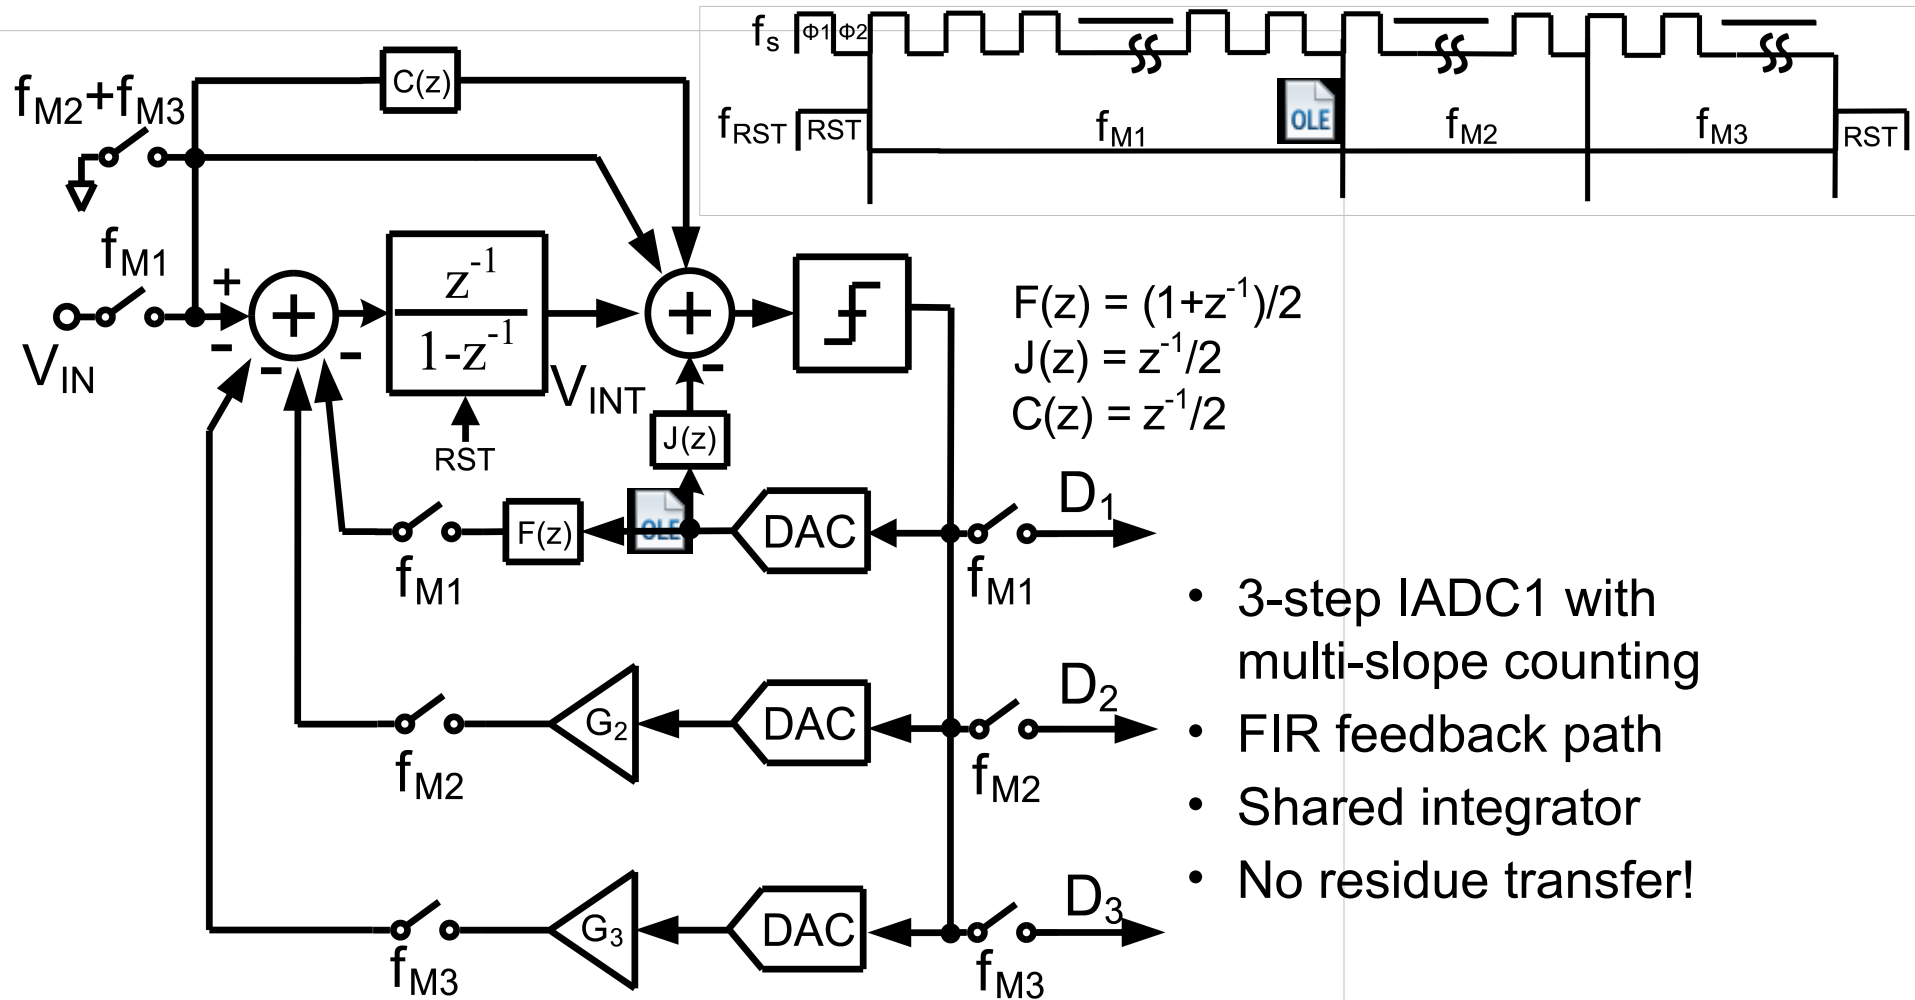 fs Φ1 Φ2
fRST RST fM1 OLE fM2 fM3 RST
C(z)
fM2+fM3
fM1
+
VIN
-
-
-
+
z-1
1-z-1
VINT
RST
+
-
J(z)
F(z) = (1+z-1)/2
J(z) = z-1/2
C(z) = z-1/2
fM1
F(z)
OLE
DAC
D1
fM1
fM2
G2
DAC
D2
fM2
fM3
G3
DAC
D3
fM3
• 3-step IADC1 with
multi-slope counting
• FIR feedback path
• Shared integrator
• No residue transfer!